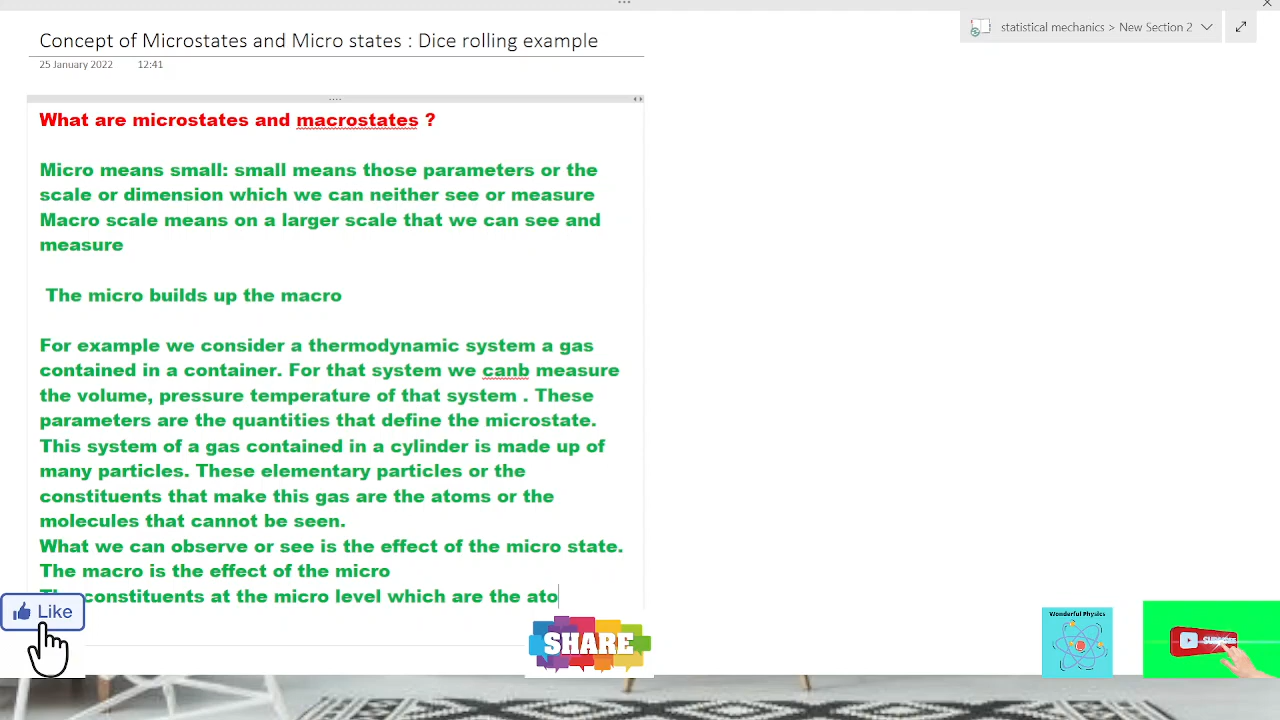 Concept of Microstates and Micro states : Dice rolling example
statistical mechanics > New Section 2
25 January 2022 12:41
What are microstates and macrostates ?
Micro means small: small means those parameters or the
scale or dimension which we can neither see or measure
Macro scale means on a larger scale that we can see and
measure
The micro builds up the macro
For example we consider a thermodynamic system a gas
contained in a container. For that system we canb measure
the volume, pressure temperature of that system . These
parameters are the quantities that define the microstate.
This system of a gas contained in a cylinder is made up of
many particles. These elementary particles or the
constituents that make this gas are the atoms or the
molecules that cannot be seen.
What we can observe or see is the effect of the micro state.
The macro is the effect of the micro
constituents at the micro level which are the ato
Like
SHARE
Wonderful Physics